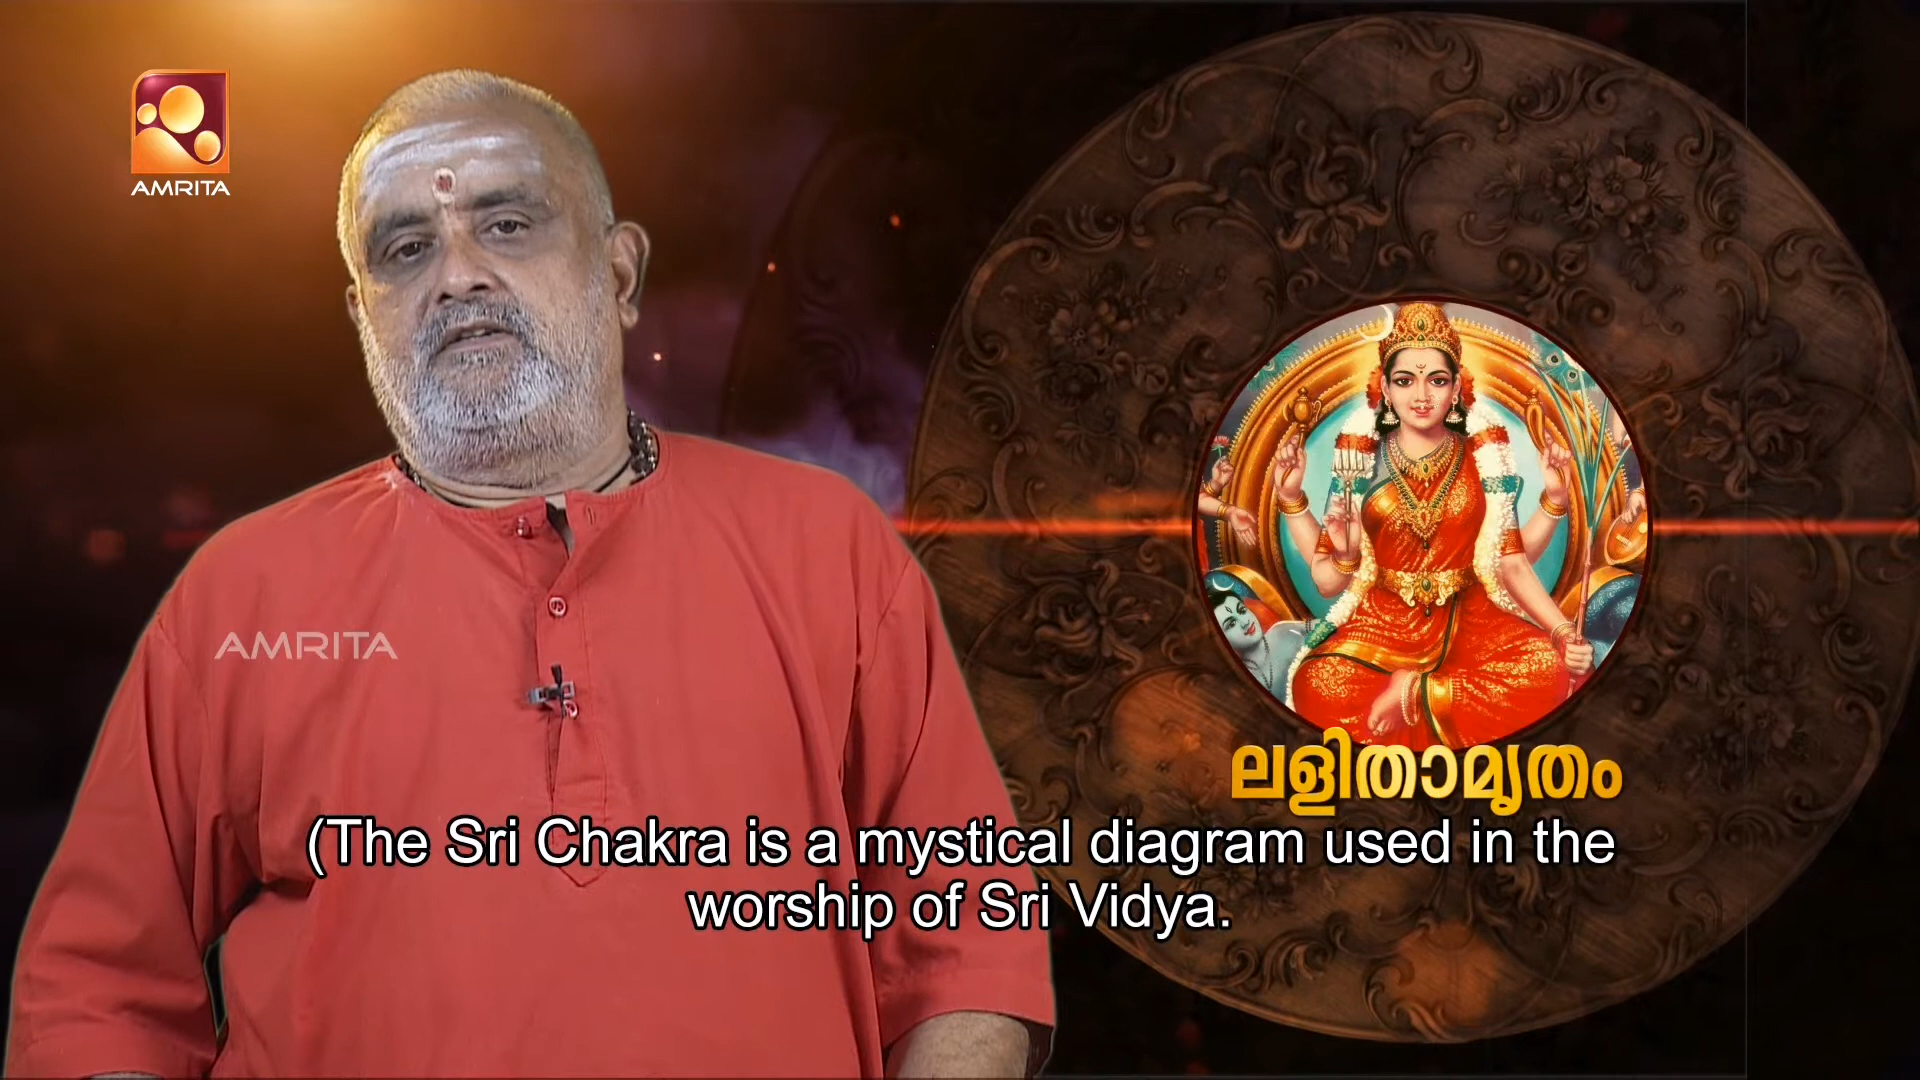 AMRITA
AMRITA
ലളിതാമൃതം
(The Sri Chakra is a mystical diagram used in the
worship of Sri Vidya.